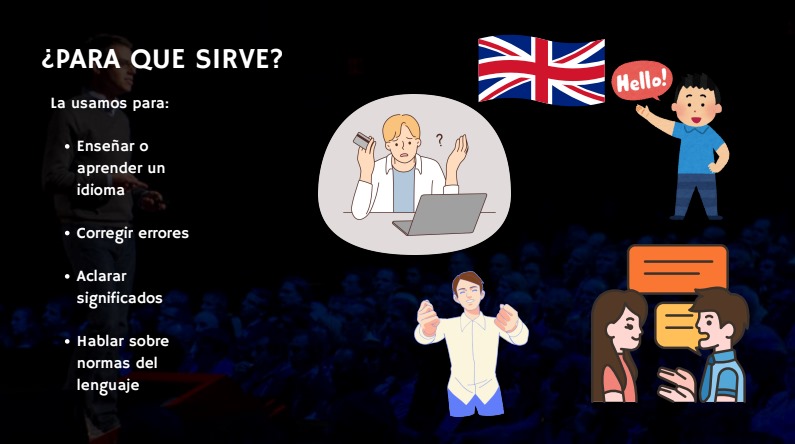 ¿PARA QUE SIRVE?
La usamos para:
• Enseñar o
aprender un
idioma
• Corregir errores
• Aclarar
significados
• Hablar sobre
normas del
lenguaje
Hello!
?